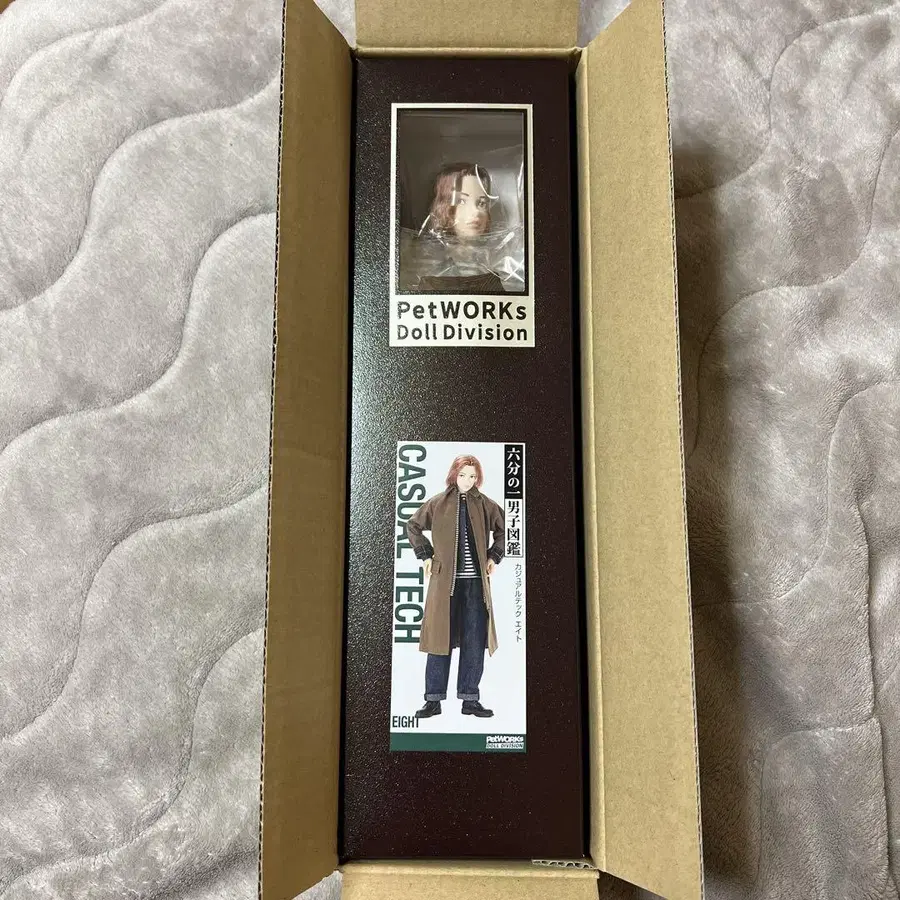 PetWORKs
Doll Division
CASUAL TECH
六分の一
男子図鑑
カジュアルテック エイト
EIGHT
PetWORKs
DOLL DIVISION